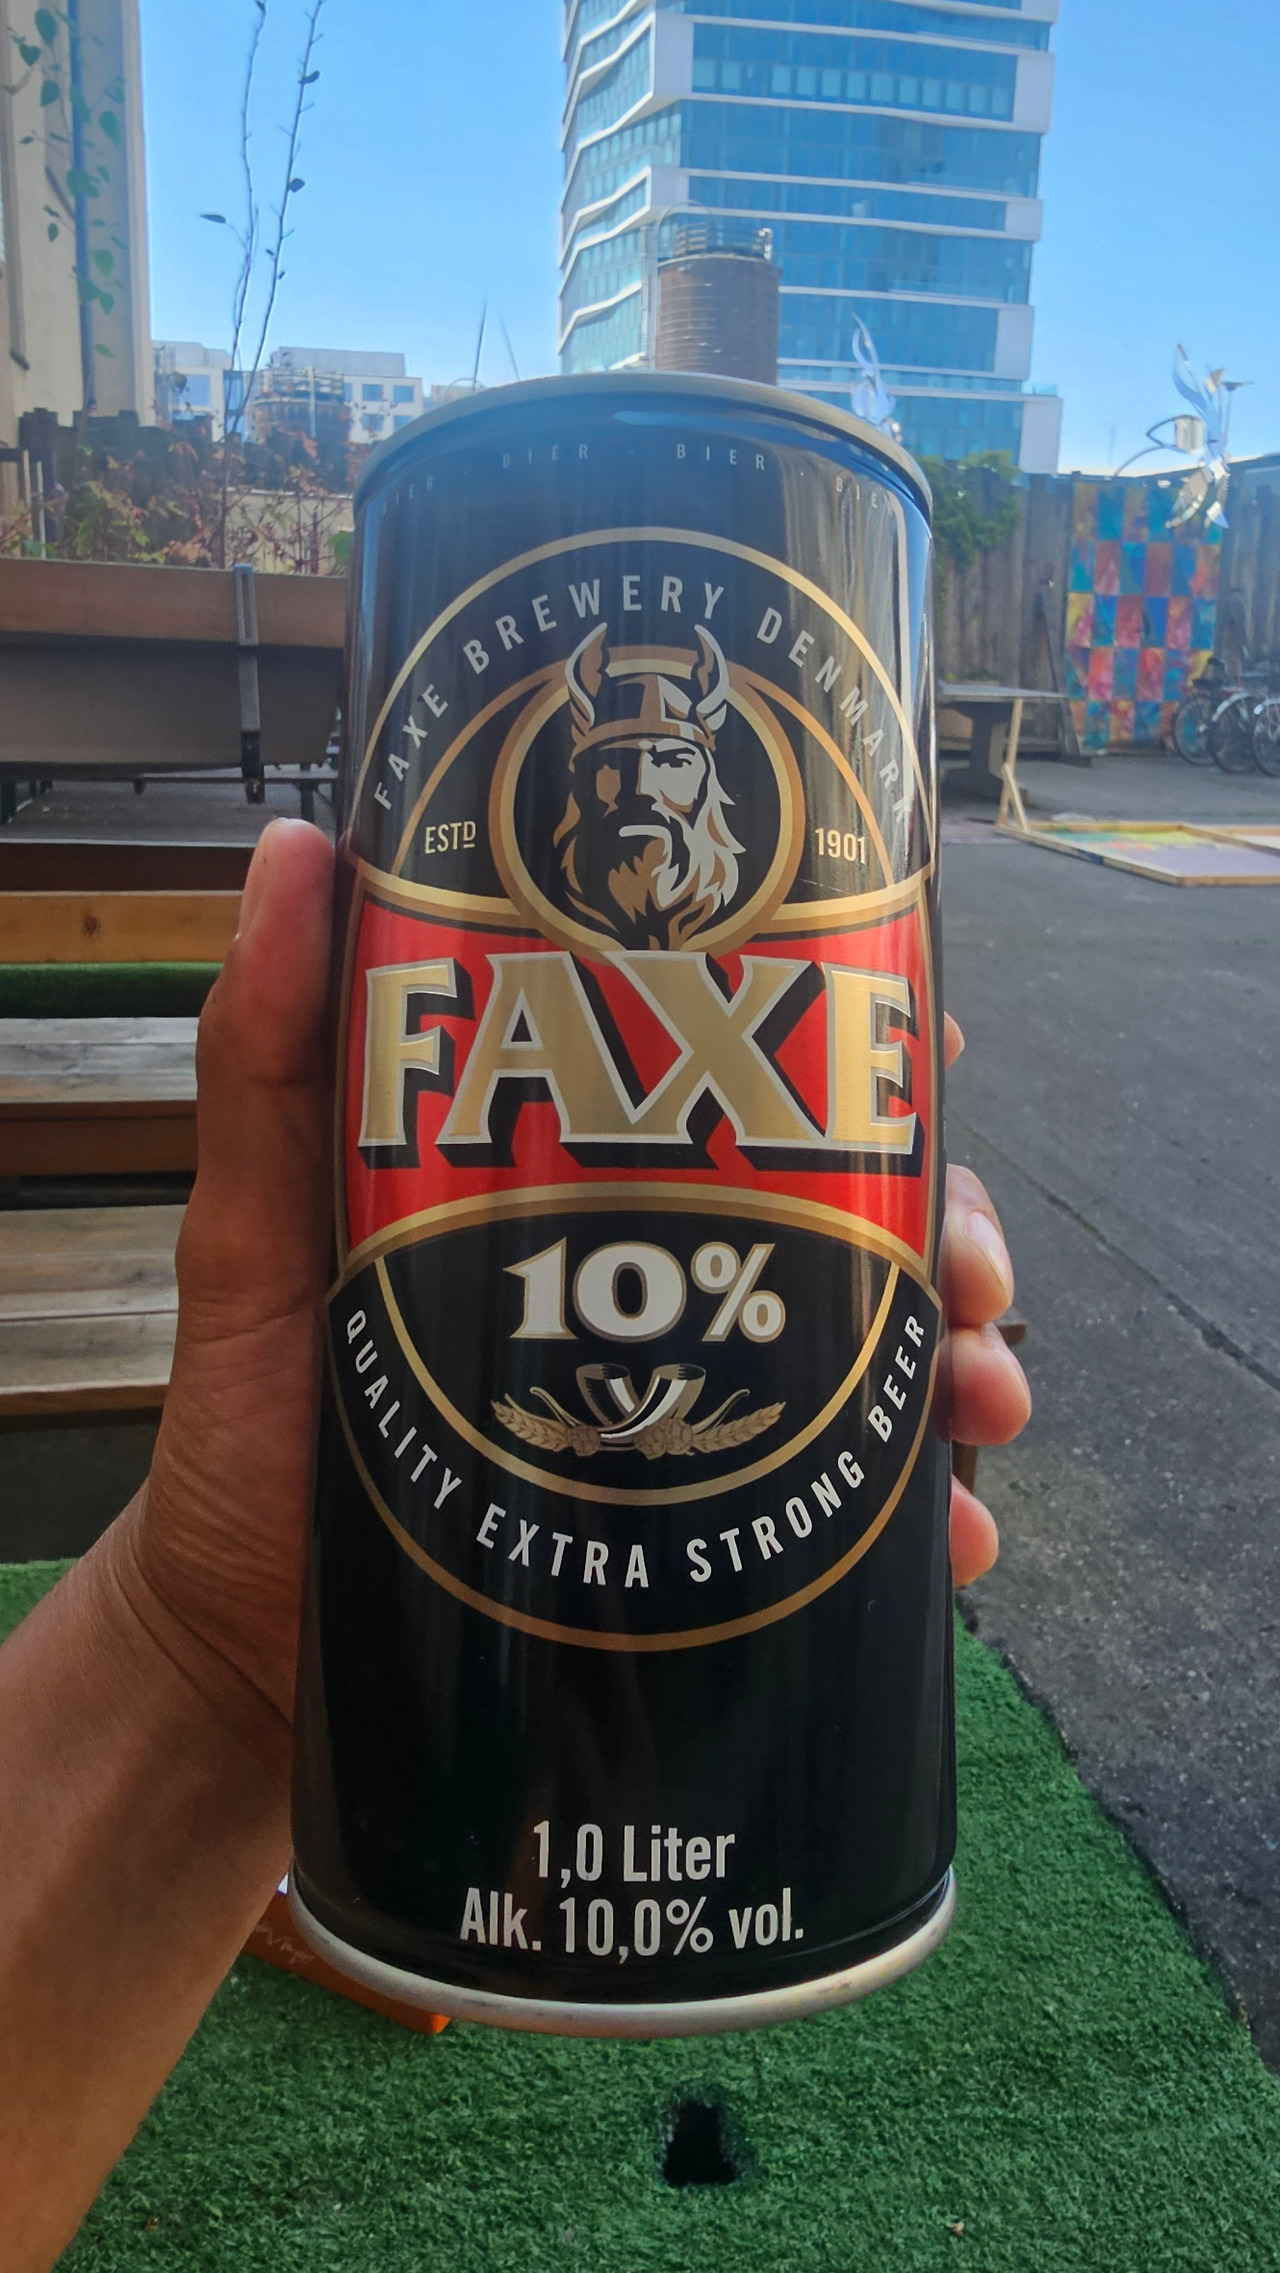 BIER BIER BIER BIER
FAXE BREWERY DENMARK
ESTD 1901
FAXE
10%
QUALITY EXTRA STRONG BEER
1,0 Liter
Alk. 10,0% vol.